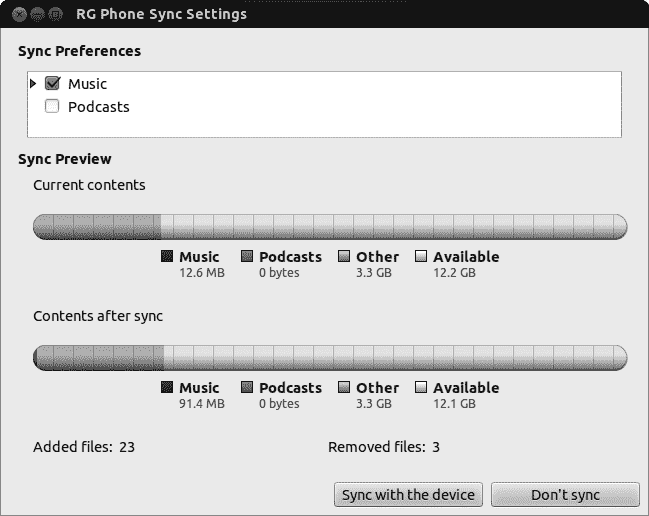 RG Phone Sync Settings
Sync Preferences
Music
Podcasts
Sync Preview
Current contents
Music Podcasts Other Available
12.6 MB 0 bytes 3.3 GB 12.2 GB
Contents after sync
Music Podcasts Other Available
91.4 MB 0 bytes 3.3 GB 12.1 GB
Added files: 23 Removed files: 3
Sync with the device Don't sync